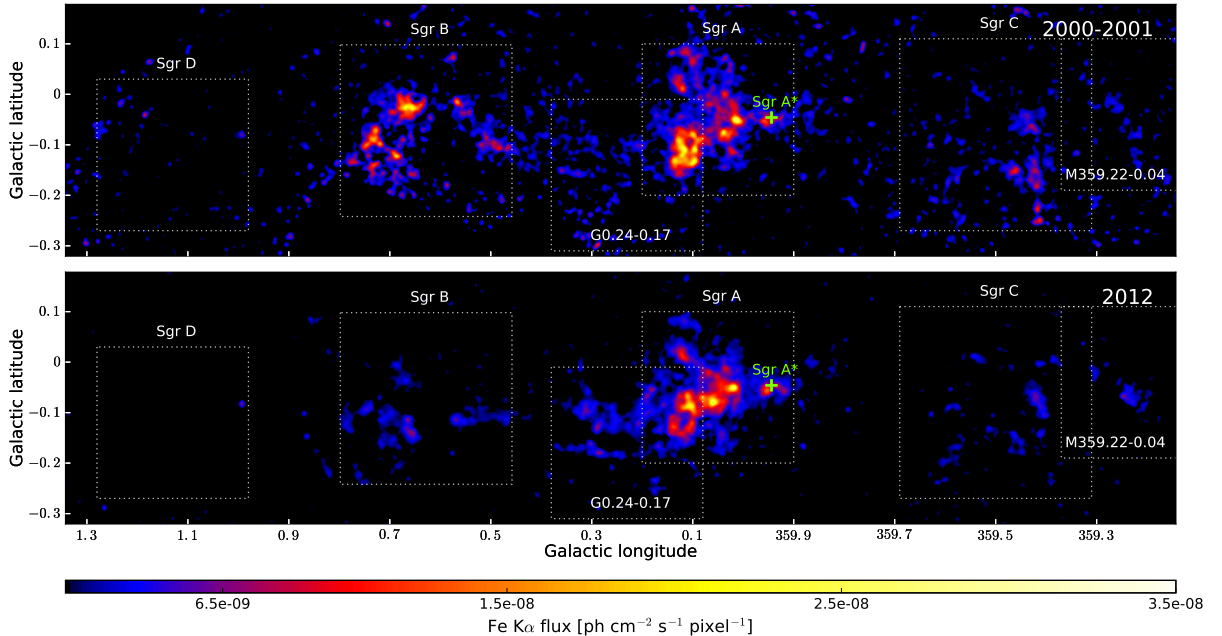 2000-2001
Sgr D
Sgr B
Sgr A
Sgr C
Sgr A*
M359.22-0.04
G0.24-0.17
0.1
0
−0.1
−0.2
−0.3
Galactic latitude
2012
Sgr D
Sgr B
Sgr A
Sgr C
Sgr A*
M359.22-0.04
G0.24-0.17
0.1
0
−0.1
−0.2
−0.3
Galactic latitude
1.3 1.1 0.9 0.7 0.5 0.3 0.1 359.9 359.7 359.5 359.3
Galactic longitude
6.5e-09 1.5e-08 2.5e-08 3.5e-08
Fe Kα flux [ph cm⁻² s⁻¹ pixel⁻¹]